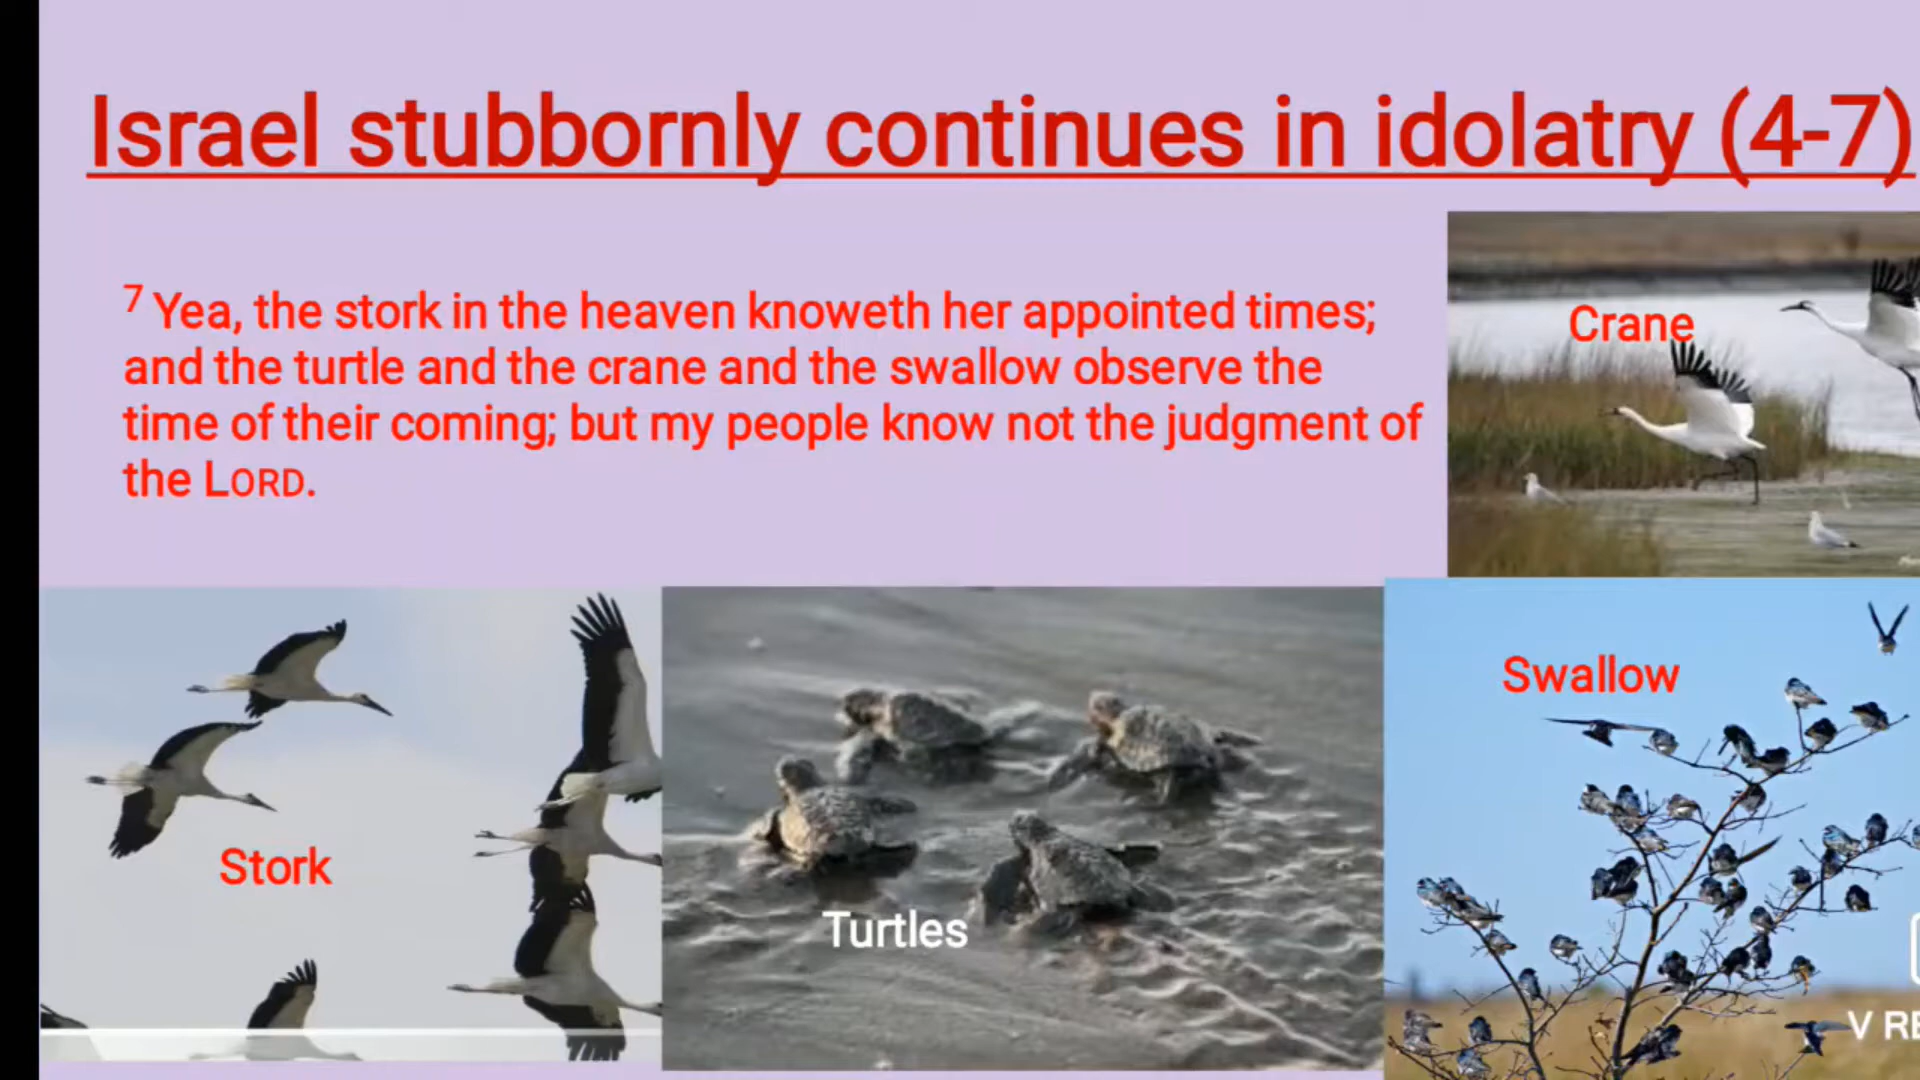 Israel stubbornly continues in idolatry (4-7)
7 Yea, the stork in the heaven knoweth her appointed times;
and the turtle and the crane and the swallow observe the
time of their coming; but my people know not the judgment of
the LORD.
Crane
Swallow
Stork
Turtles
V RE